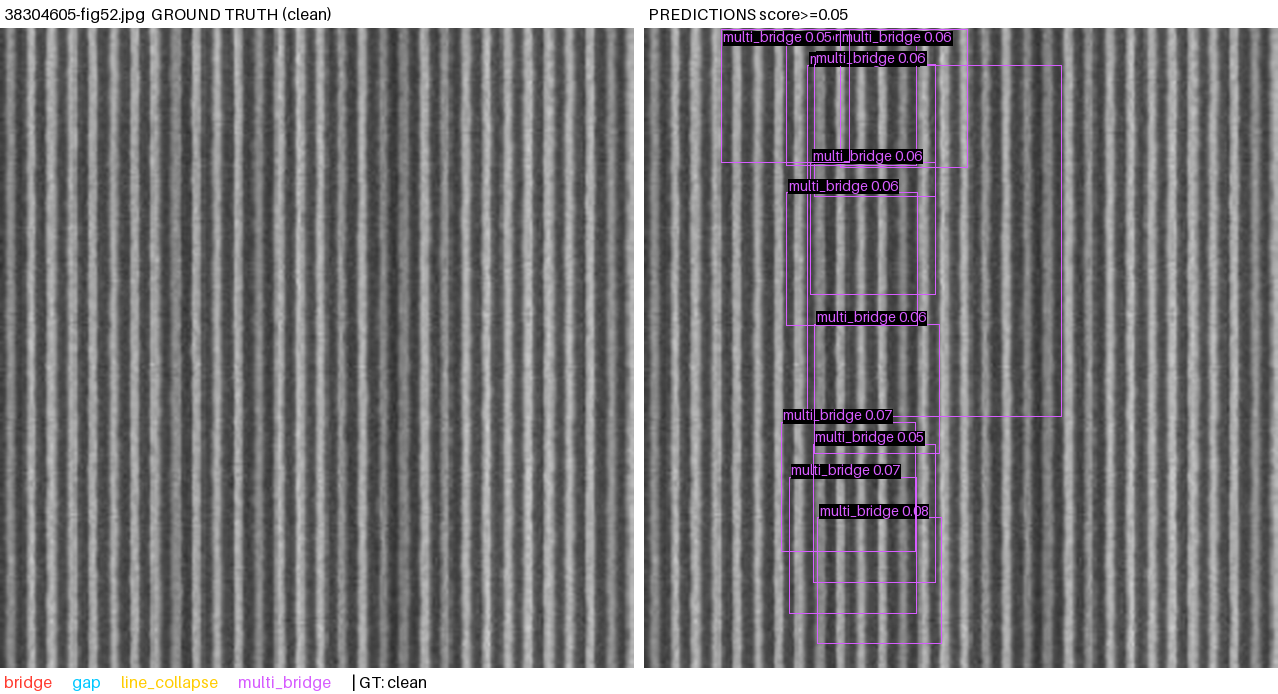 38304605-fig52.jpg GROUND TRUTH (clean)
PREDICTIONS score>=0.05
multi_bridge 0.05
multi_bridge 0.06
multi_bridge 0.06
multi_bridge 0.06
multi_bridge 0.06
multi_bridge 0.06
multi_bridge 0.07
multi_bridge 0.05
multi_bridge 0.07
multi_bridge 0.08
bridge gap line_collapse multi_bridge | GT: clean